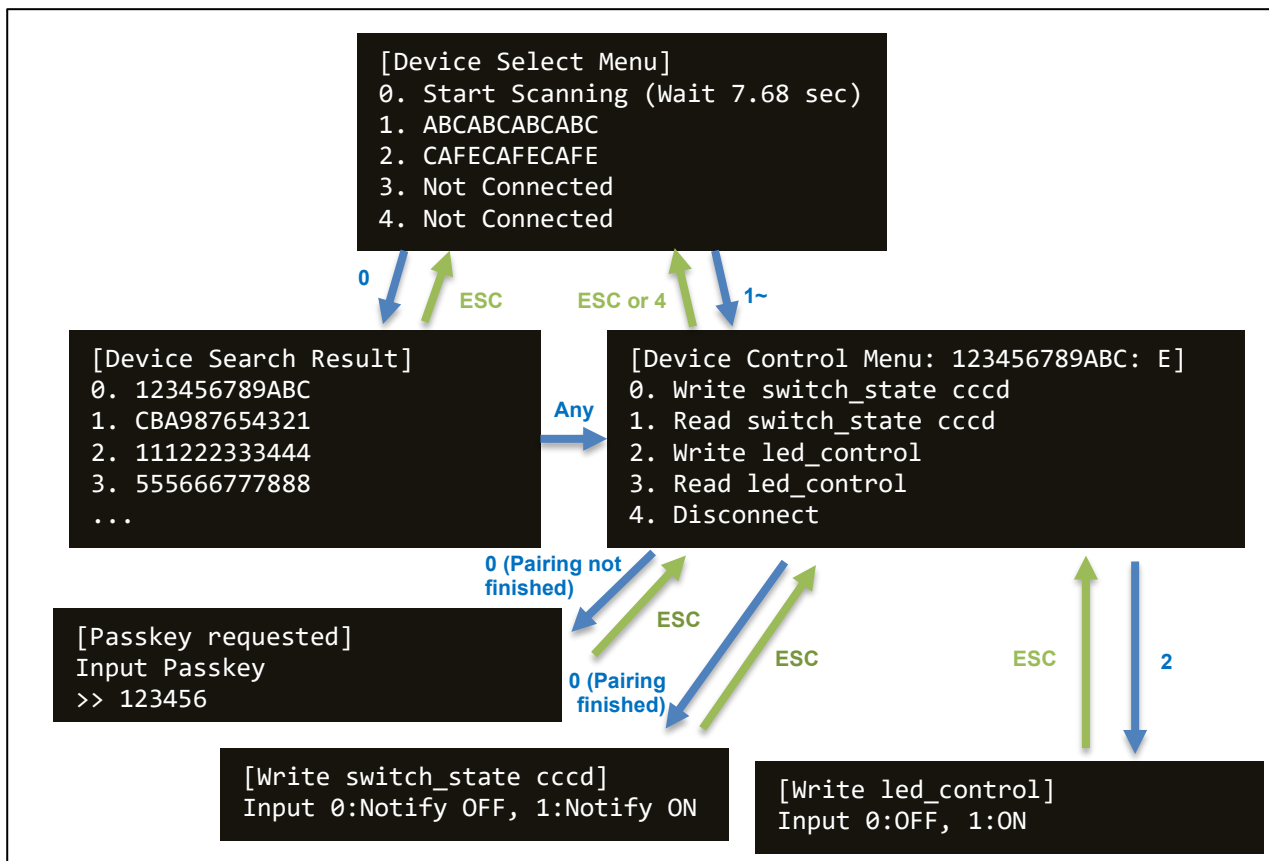 [Device Select Menu]
0. Start Scanning (Wait 7.68 sec)
1. ABCABCABCABC
2. CAFECAFECAFE
3. Not Connected
4. Not Connected
0
ESC
ESC or 4
1~
[Device Search Result]
0. 123456789ABC
1. CBA987654321
2. 111222333444
3. 555666777888
...
Any
[Device Control Menu: 123456789ABC: E]
0. Write switch_state cccd
1. Read switch_state cccd
2. Write led_control
3. Read led_control
4. Disconnect
0 (Pairing not
finished)
ESC
[Passkey requested]
Input Passkey
>> 123456
0 (Pairing
finished)
ESC
ESC
2
[Write switch_state cccd]
Input 0:Notify OFF, 1:Notify ON
[Write led_control]
Input 0:OFF, 1:ON